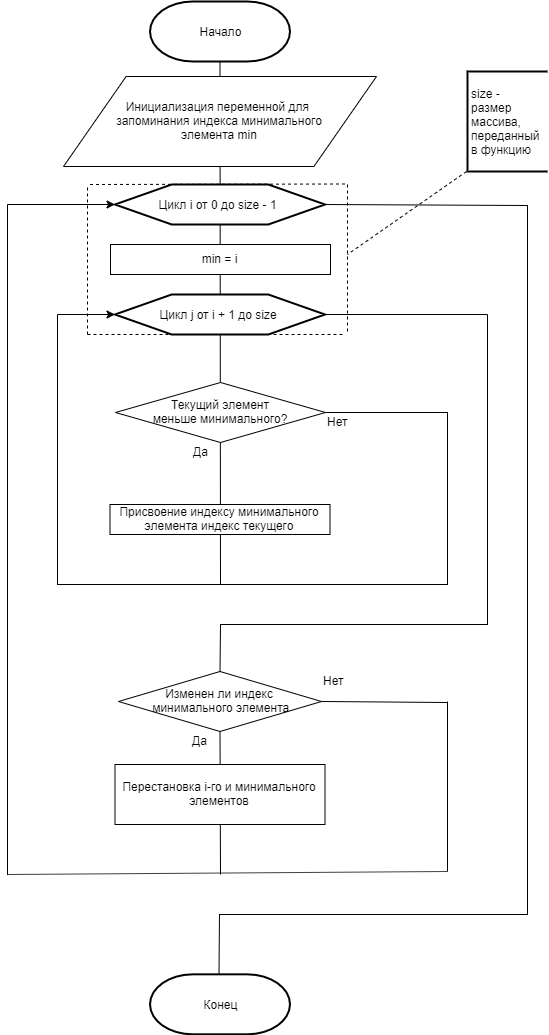 Начало
Инициализация переменной для
запоминания индекса минимального
элемента min
size -
размер
массива,
переданный
в функцию
Цикл i от 0 до size - 1
min = i
Цикл j от i + 1 до size
Текущий элемент
меньше минимального?
Нет
Да
Присвоение индексу минимального
элемента индекс текущего
Изменен ли индекс
минимального элемента
Нет
Да
Перестановка i-го и минимального
элементов
Конец